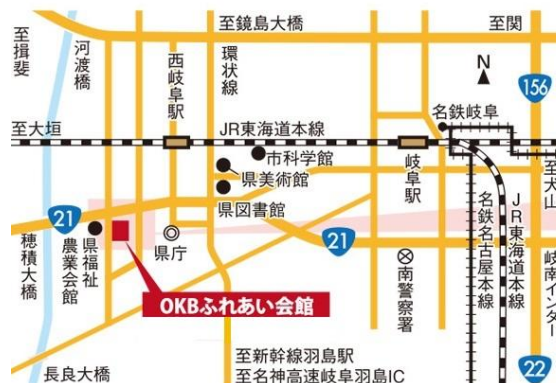 至鏡島大橋
至関
至揖斐
河渡橋
西岐阜駅
環状線
N
156
至大垣
JR東海道本線
名鉄岐阜
市科学館
県美術館
県図書館
岐阜駅
至犬山
21
穂積大橋
農業会館
県福祉
県庁
21
南警察署
名鉄名古屋本線
JR東海道本線
岐南インター
OKBふれあい会館
長良大橋
至新幹線羽島駅
至名神高速岐阜羽島IC
22